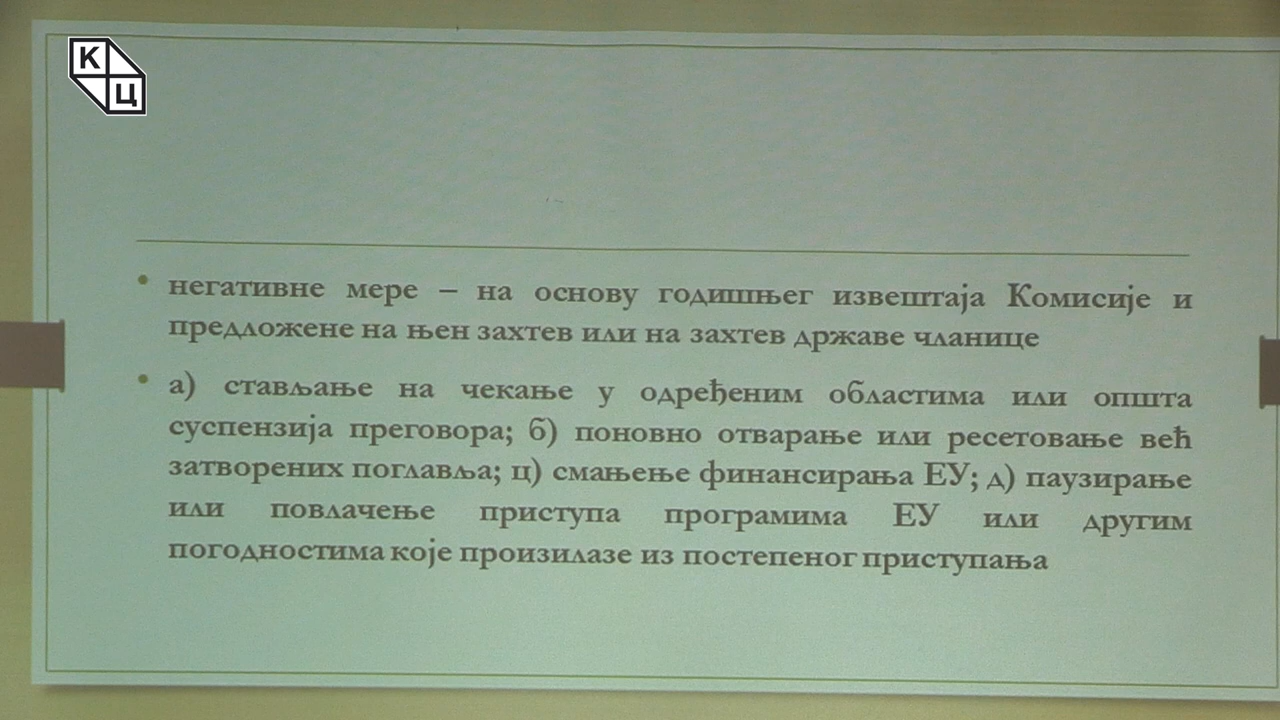 К
Ц
• негативне мере – на основу годишњег извештаја Комисије и
предложене на њен захтев или на захтев државе чланице
• а) стављање на чекање у одређеним областима или општа
суспензија преговора; б) поновно отварање или ресетовање већ
затворених поглавља; ц) смањење финансирања ЕУ; д) паузирање
или повлачење приступа програмима ЕУ или другим
погодностима које произилазе из постепеног приступања